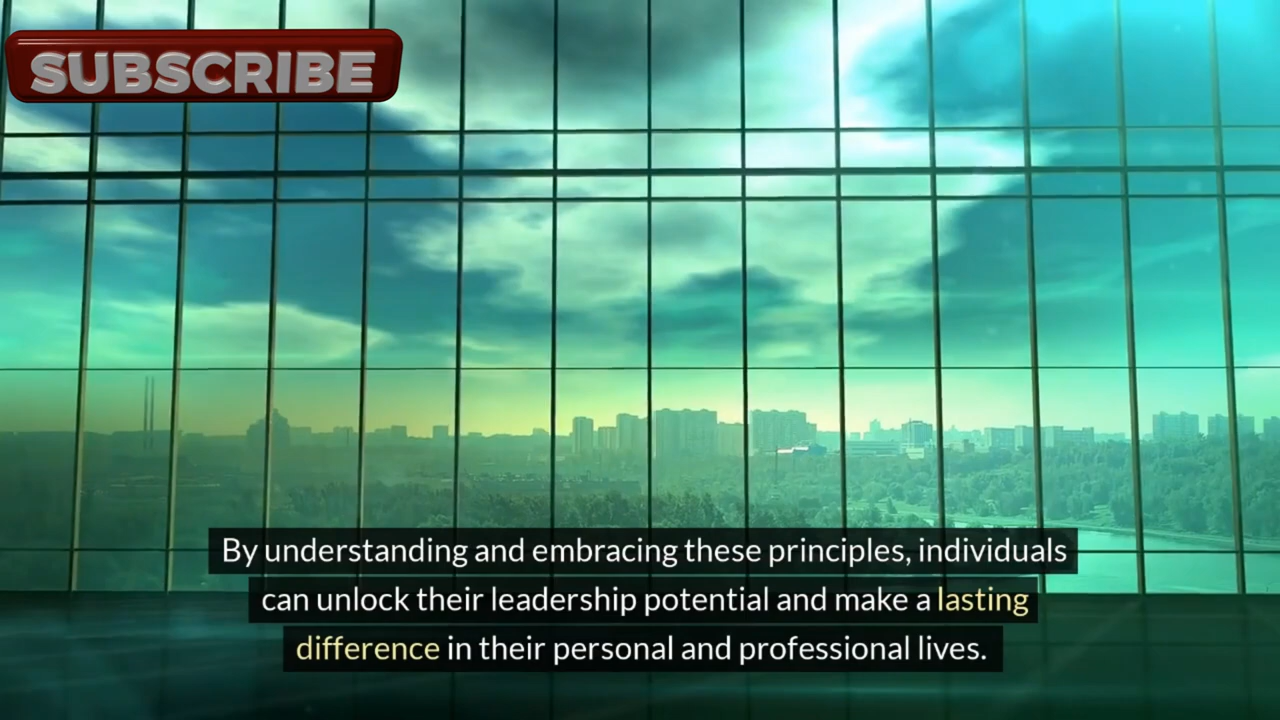 SUBSCRIBE
By understanding and embracing these principles, individuals
can unlock their leadership potential and make a lasting
difference in their personal and professional lives.